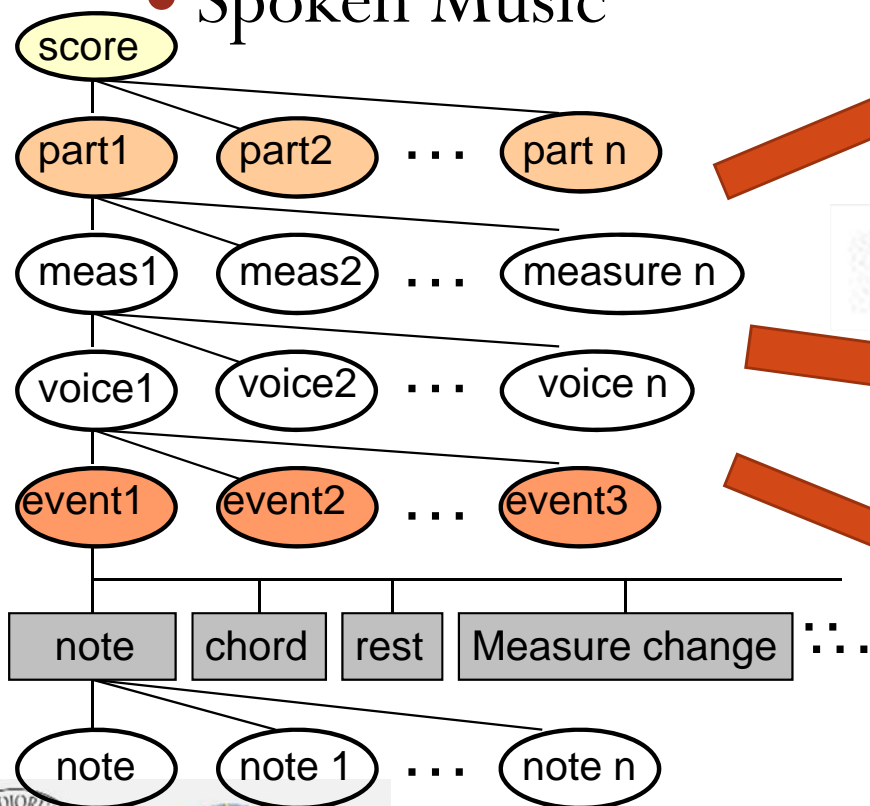 • Spoken Music
score
part1 part2 ... part n
meas1 meas2 ... measure n
voice1 voice2 ... voice n
event1 event2 ... event3
note chord rest Measure change ...
note note 1 ... note n